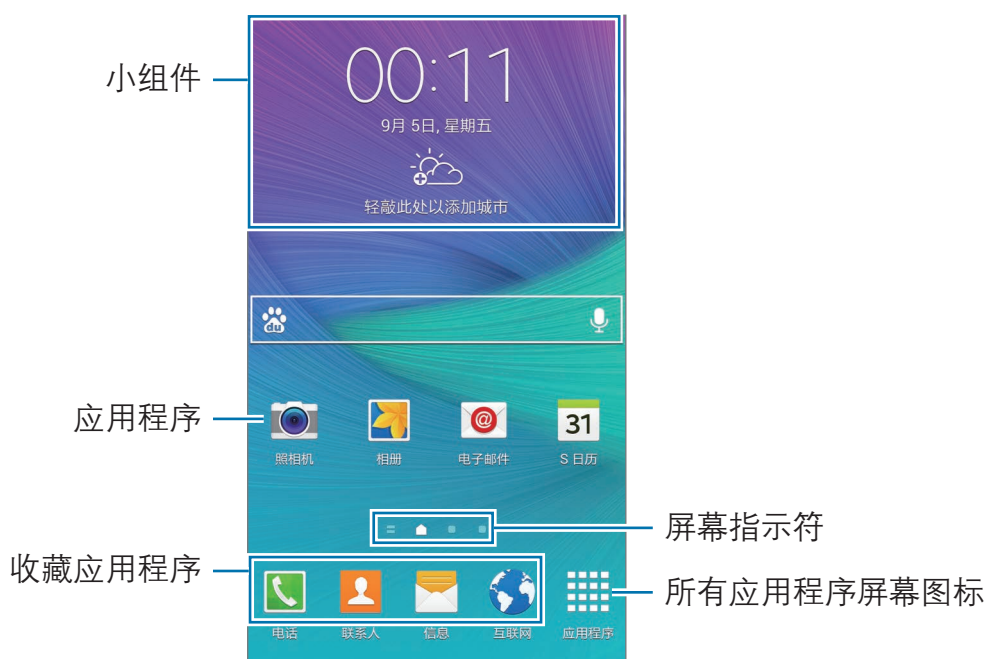 小组件
00:11
9月 5日, 星期五
轻敲此处以添加城市
du
应用程序
31
照相机 相册 电子邮件 S 日历
屏幕指示符
收藏应用程序
所有应用程序屏幕图标
电话 联系人 信息 互联网 应用程序